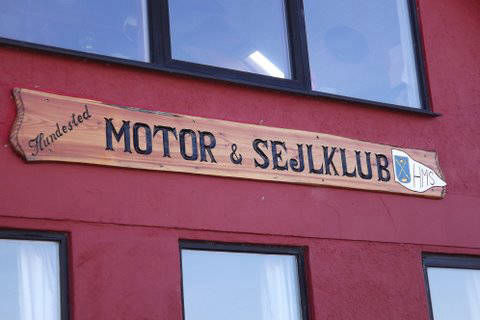 Hundested MOTOR & SEJLKLUB HMS